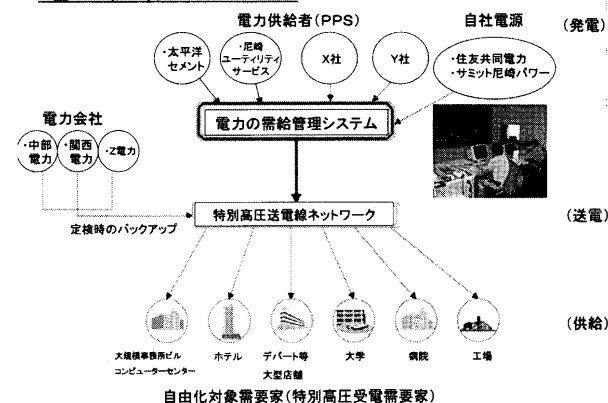 電力供給者(PPS)
自社電源
(発電)
・太平洋
セメント
・尼崎
ユーティリティ
サービス
X社
Y社
・住友共同電力
・サミット尼崎パワー
電力の需給管理システム
電力会社
・中部
電力
・関西
電力
・Z電力
特別高圧送電線ネットワーク
(送電)
定検時のバックアップ
(供給)
大規模事務所ビル
コンピューターセンター
ホテル
デパート等
大型店舗
大学
病院
工場
自由化対象需要家(特別高圧受電需要家)